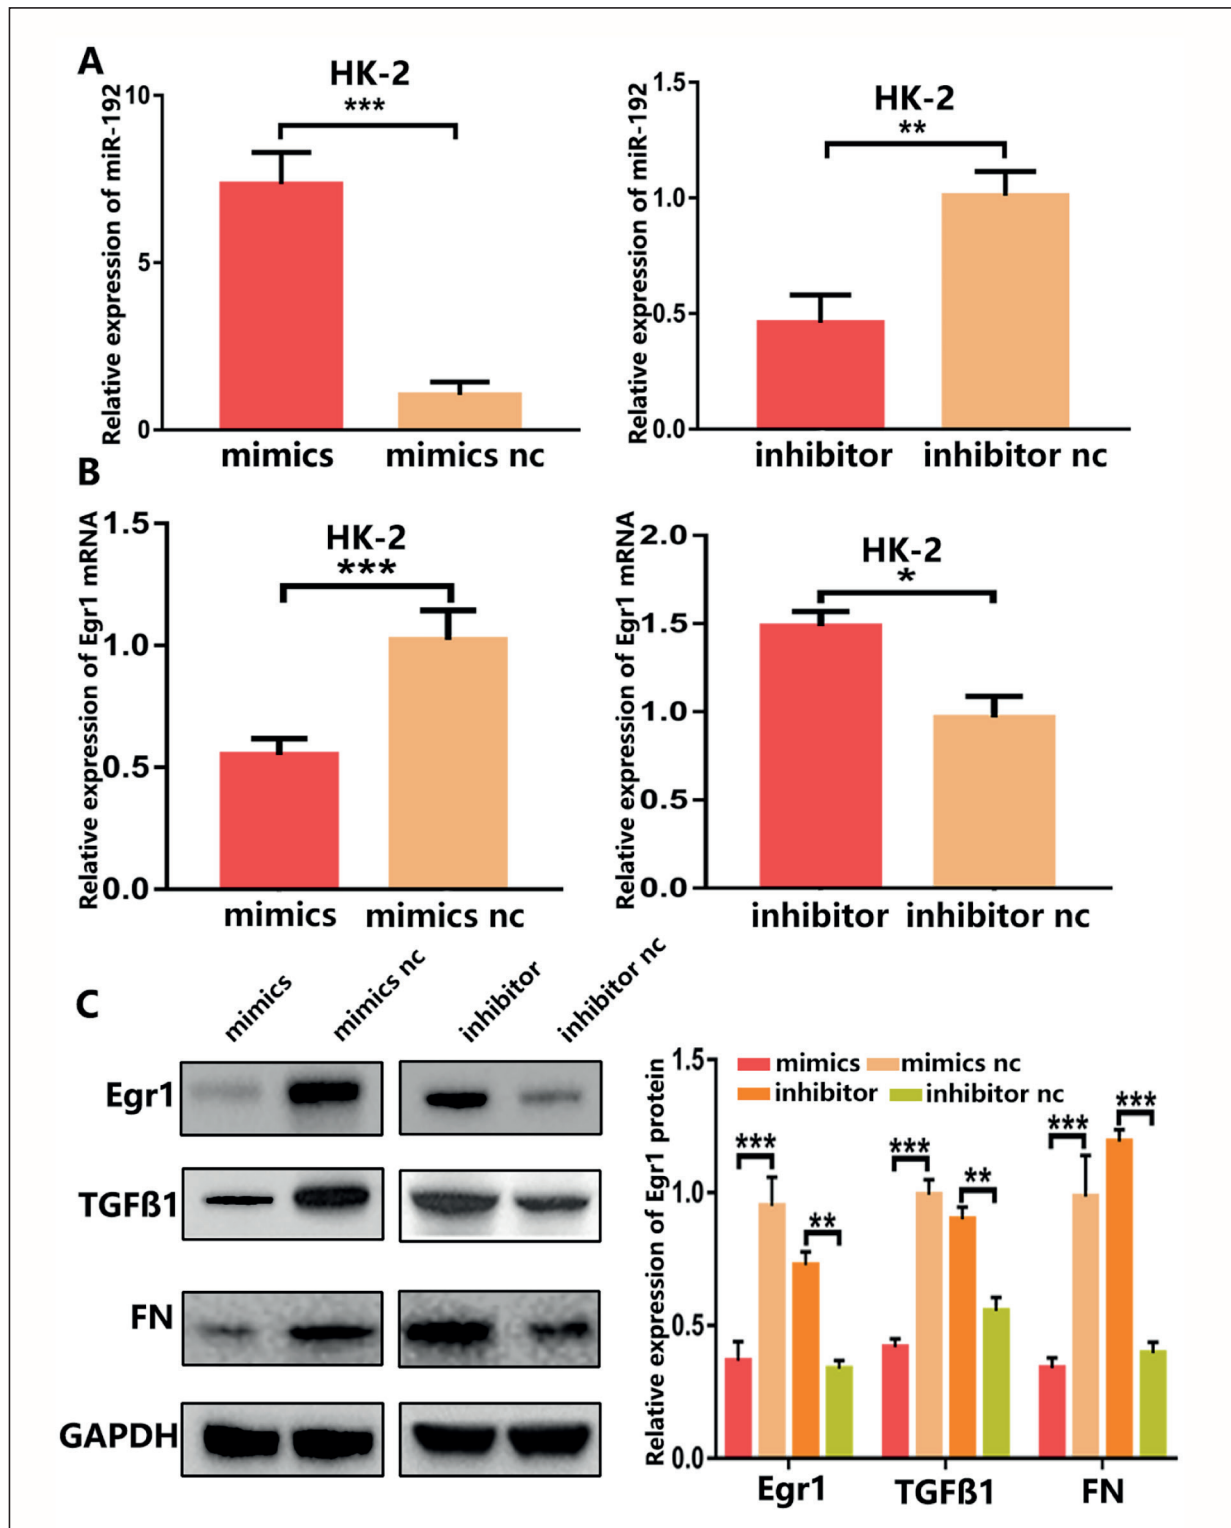 A
HK-2
***
Relative expression of miR-192
10
5
0
mimics
mimics nc
HK-2
**
Relative expression of miR-192
1.5
1.0
0.5
0.0
inhibitor
inhibitor nc
B
HK-2
***
Relative expression of Egr1 mRNA
1.5
1.0
0.5
0.0
mimics
mimics nc
HK-2
*
Relative expression of Egr1 mRNA
2.0
1.5
1.0
0.5
0.0
inhibitor
inhibitor nc
C
mimics
mimics nc
inhibitor
inhibitor nc
Egr1
TGFß1
FN
GAPDH
Relative expression of Egr1 protein
1.5
1.0
0.5
0.0
mimics
mimics nc
inhibitor
inhibitor nc
***
**
***
**
***
***
Egr1
TGFß1
FN